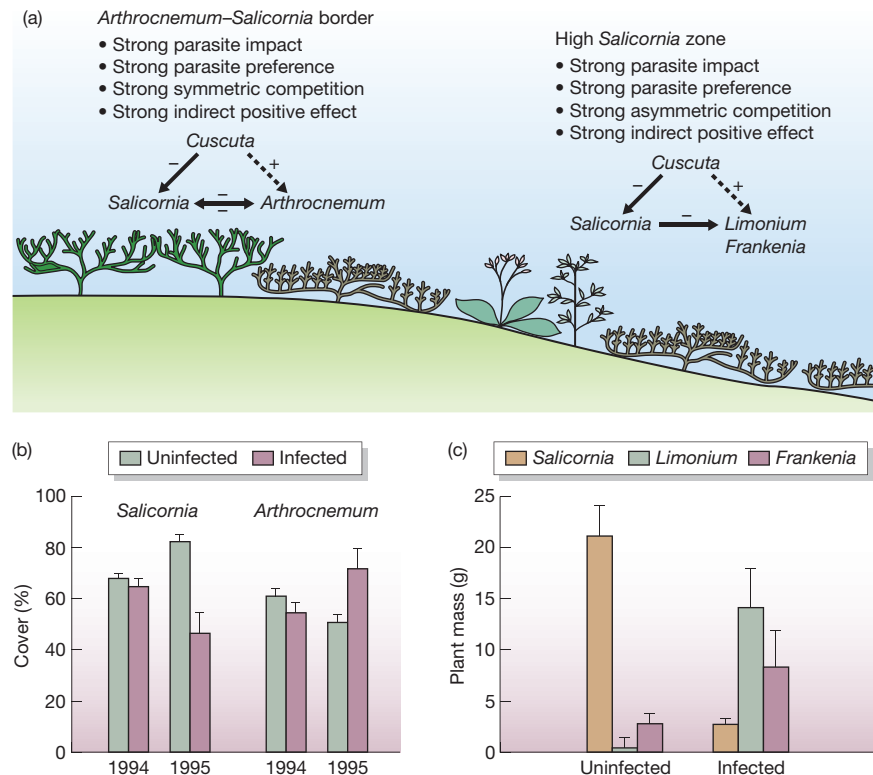 (a)
Arthrocnemum–Salicornia border
• Strong parasite impact
• Strong parasite preference
• Strong symmetric competition
• Strong indirect positive effect
Cuscuta
– +
Salicornia – – Arthrocnemum
High Salicornia zone
• Strong parasite impact
• Strong parasite preference
• Strong asymmetric competition
• Strong indirect positive effect
Cuscuta
– +
Salicornia – Limonium
Frankenia
(b)
Uninfected Infected
Salicornia Arthrocnemum
Cover (%)
100
80
60
40
20
0
1994 1995 1994 1995
(c)
Salicornia Limonium Frankenia
Plant mass (g)
25
20
15
10
5
0
Uninfected Infected